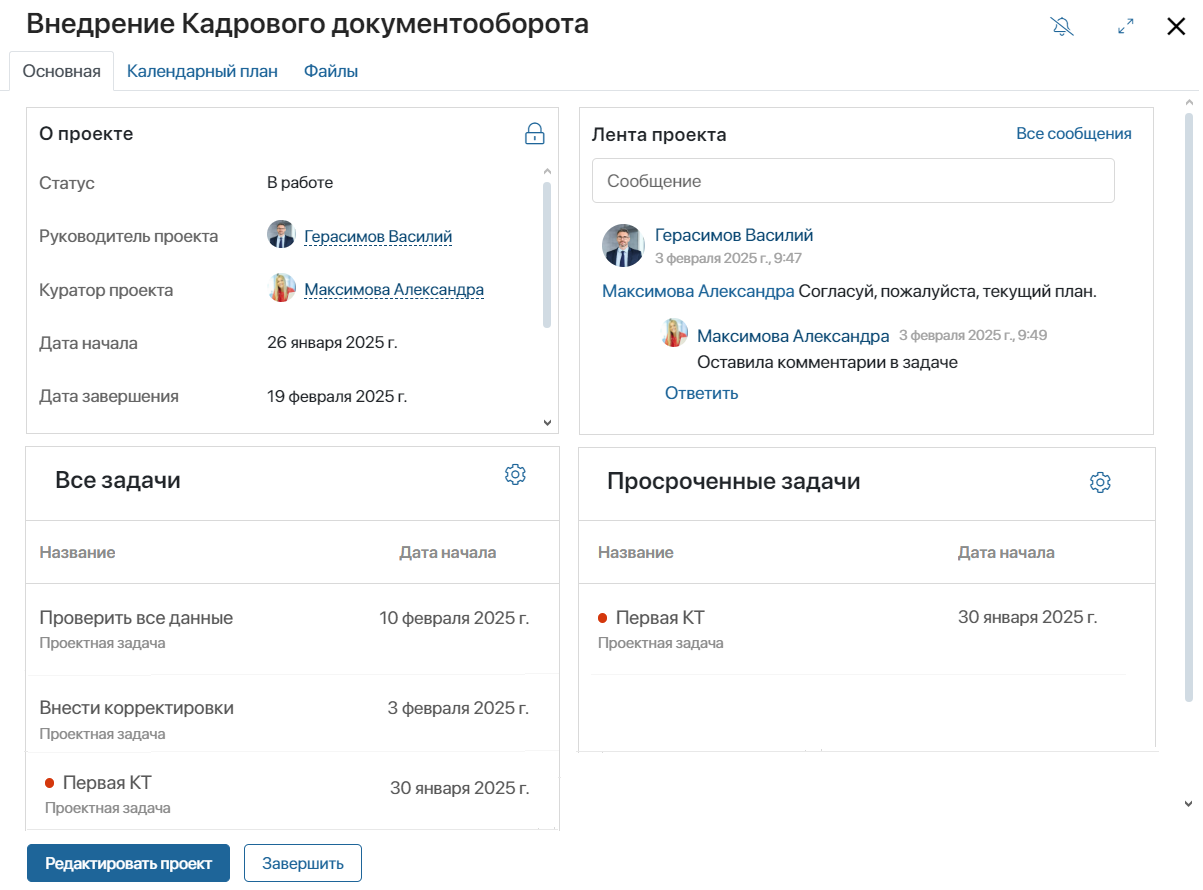 Внедрение Кадрового документооборота
Основная Календарный план Файлы
О проекте
Статус В работе
Руководитель проекта Герасимов Василий
Куратор проекта Максимова Александра
Дата начала 26 января 2025 г.
Дата завершения 19 февраля 2025 г.
Лента проекта Все сообщения
Сообщение
Герасимов Василий
3 февраля 2025 г., 9:47
Максимова Александра Согласуй, пожалуйста, текущий план.
Максимова Александра 3 февраля 2025 г., 9:49
Оставила комментарии в задаче
Ответить
Все задачи
Название Дата начала
Проверить все данные 10 февраля 2025 г.
Проектная задача
Внести корректировки 3 февраля 2025 г.
Проектная задача
Первая КТ 30 января 2025 г.
Проектная задача
Просроченные задачи
Название Дата начала
Первая КТ 30 января 2025 г.
Проектная задача
Редактировать проект Завершить